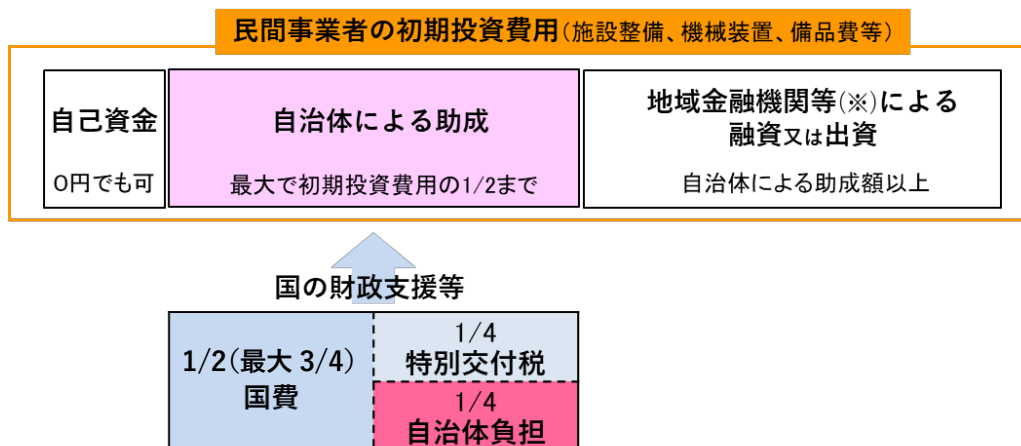 民間事業者の初期投資費用(施設整備、機械装置、備品費等)
自己資金
0円でも可
自治体による助成
最大で初期投資費用の1/2まで
地域金融機関等(※)による
融資又は出資
自治体による助成額以上
国の財政支援等
1/2(最大 3/4)
国費
1/4
特別交付税
1/4
自治体負担